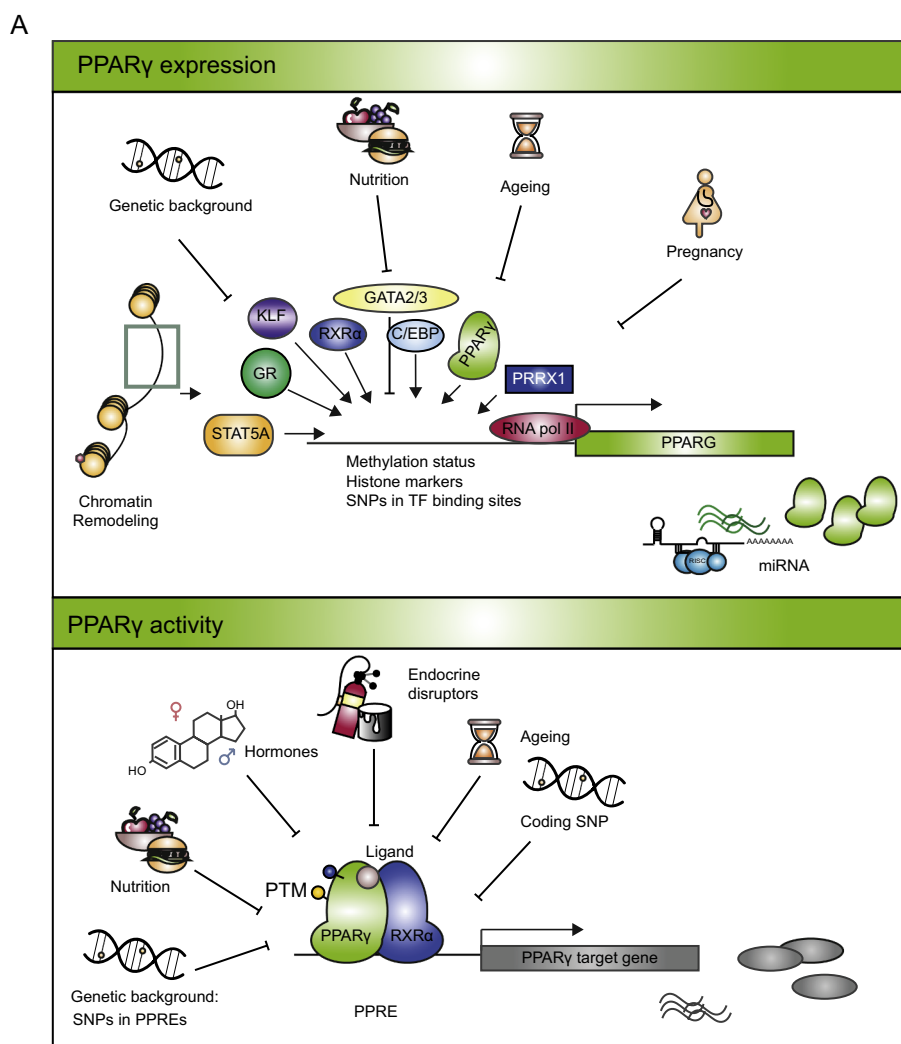 A
PPARγ expression
Nutrition
Ageing
Genetic background
Pregnancy
GATA2/3
KLF
RXRα
C/EBP
PPARγ
GR
PRRX1
STAT5A
RNA pol II
PPARG
Methylation status
Histone markers
SNPs in TF binding sites
Chromatin
Remodeling
AAAAAAAA
RISC
miRNA
PPARγ activity
Endocrine
disruptors
OH
HO
Hormones
Ageing
Coding SNP
Nutrition
Ligand
PTM
PPARγ
RXRα
PPARγ target gene
Genetic background:
SNPs in PPREs
PPRE